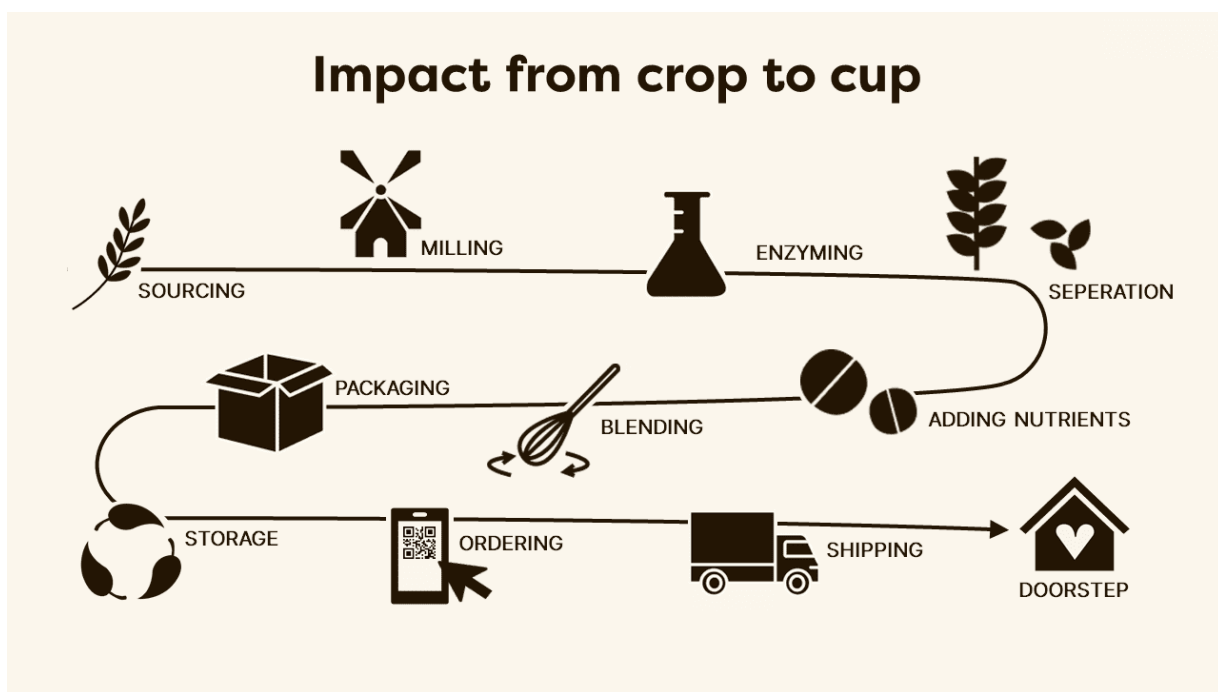 Impact from crop to cup
SOURCING
MILLING
ENZYMING
SEPERATION
ADDING NUTRIENTS
BLENDING
PACKAGING
STORAGE
ORDERING
SHIPPING
DOORSTEP